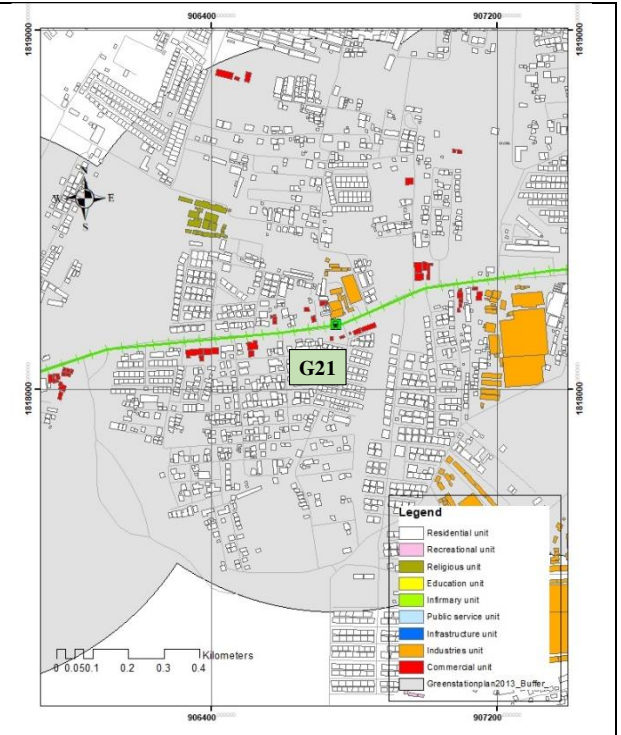 906400
907200
1819000
1819000
N
E
S
G21
1818000
1818000
Legend
Residential unit
Recreational unit
Religious unit
Education unit
Infirmary unit
Public service unit
Infrastructure unit
Industries unit
Commercial unit
Greenstationplan2013_Buffer
Kilometers
0 0.050.1 0.2 0.3 0.4
906400
907200